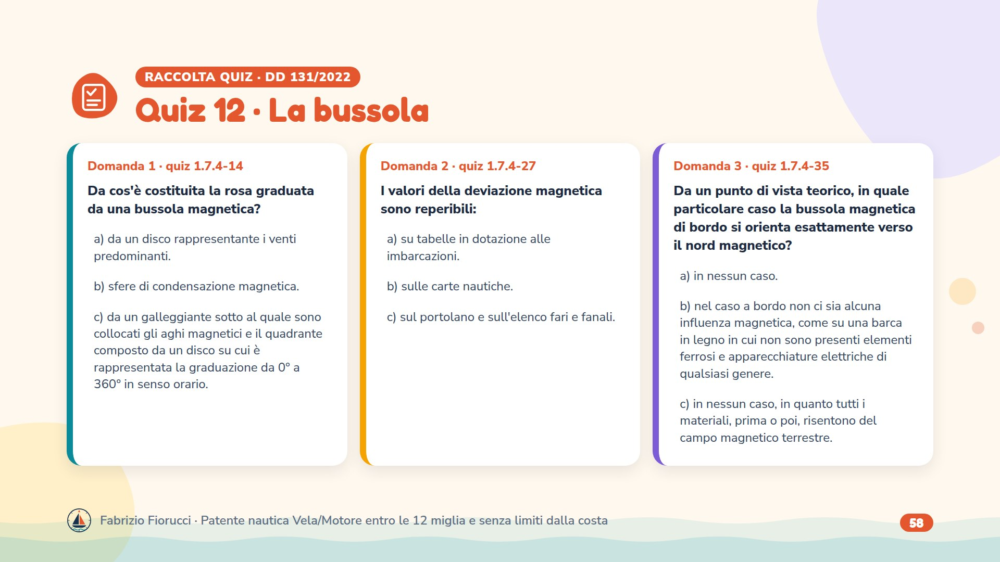 RACCOLTA QUIZ · DD 131/2022
Quiz 12 · La bussola
Domanda 1 · quiz 1.7.4-14
Da cos'è costituita la rosa graduata
da una bussola magnetica?
a) da un disco rappresentante i venti
predominanti.
b) sfere di condensazione magnetica.
c) da un galleggiante sotto al quale sono
collocati gli aghi magnetici e il quadrante
composto da un disco su cui è
rappresentata la graduazione da 0° a
360° in senso orario.
Domanda 2 · quiz 1.7.4-27
I valori della deviazione magnetica
sono reperibili:
a) su tabelle in dotazione alle
imbarcazioni.
b) sulle carte nautiche.
c) sul portolano e sull'elenco fari e fanali.
Domanda 3 · quiz 1.7.4-35
Da un punto di vista teorico, in quale
particolare caso la bussola magnetica
di bordo si orienta esattamente verso
il nord magnetico?
a) in nessun caso.
b) nel caso a bordo non ci sia alcuna
influenza magnetica, come su una barca
in legno in cui non sono presenti elementi
ferrosi e apparecchiature elettriche di
qualsiasi genere.
c) in nessun caso, in quanto tutti i
materiali, prima o poi, risentono del
campo magnetico terrestre.
Fabrizio Fiorucci · Patente nautica Vela/Motore entro le 12 miglia e senza limiti dalla costa
58